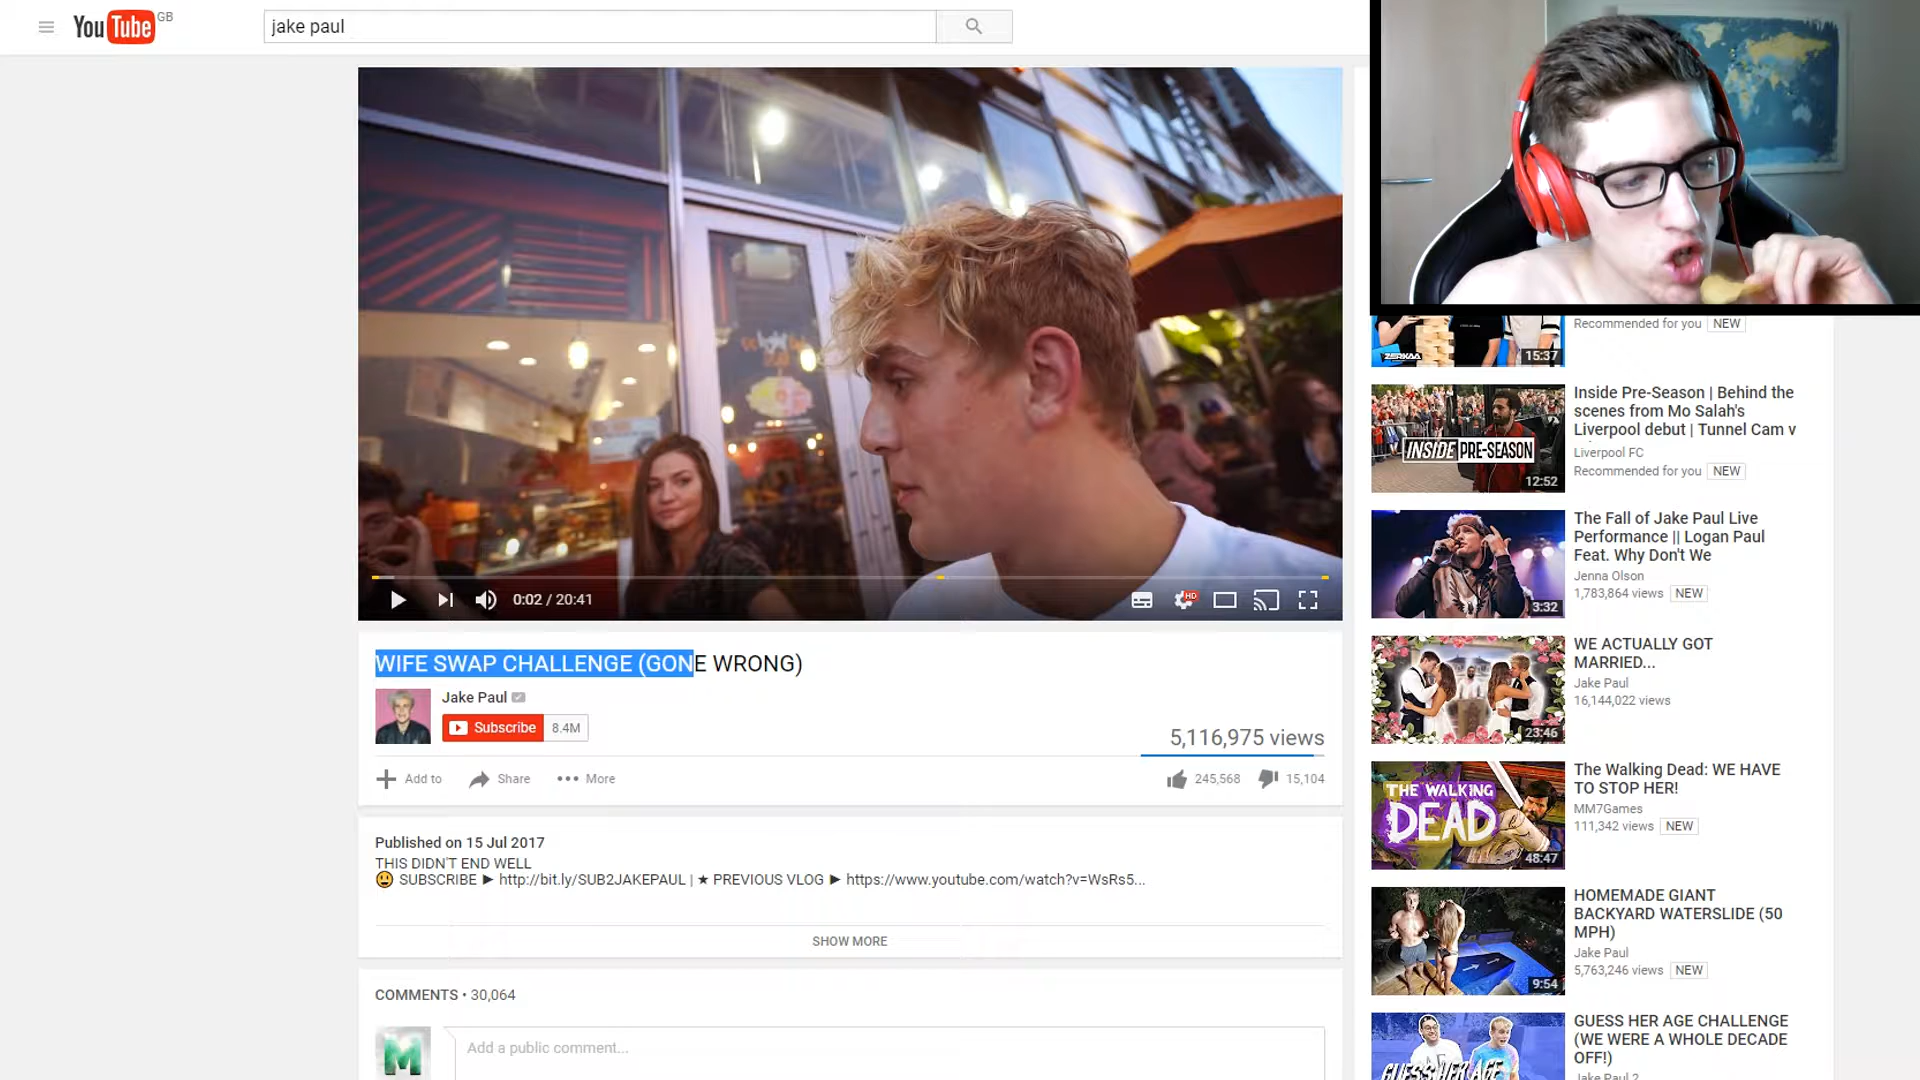 YouTube GB
jake paul
0:02 / 20:41
HD
WIFE SWAP CHALLENGE (GONE WRONG)
Jake Paul
Subscribe 8.4M
5,116,975 views
Add to Share More
245,568 15,104
Published on 15 Jul 2017
THIS DIDN'T END WELL
SUBSCRIBE ► http://bit.ly/SUB2JAKEPAUL | ★ PREVIOUS VLOG ► https://www.youtube.com/watch?v=WsRs5...
SHOW MORE
COMMENTS • 30,064
M
Add a public comment...
ZERKAA
15:37
Recommended for you NEW
INSIDE PRE-SEASON
12:52
Inside Pre-Season | Behind the
scenes from Mo Salah's
Liverpool debut | Tunnel Cam v
Liverpool FC
Recommended for you NEW
3:32
The Fall of Jake Paul Live
Performance || Logan Paul
Feat. Why Don't We
Jenna Olson
1,783,864 views NEW
23:46
WE ACTUALLY GOT
MARRIED...
Jake Paul
16,144,022 views
THE WALKING
DEAD
48:47
The Walking Dead: WE HAVE
TO STOP HER!
MM7Games
111,342 views NEW
9:54
HOMEMADE GIANT
BACKYARD WATERSLIDE (50
MPH)
Jake Paul
5,763,246 views NEW
GUESS HER AGE
GUESS HER AGE CHALLENGE
(WE WERE A WHOLE DECADE
OFF!)
Jake Paul 2